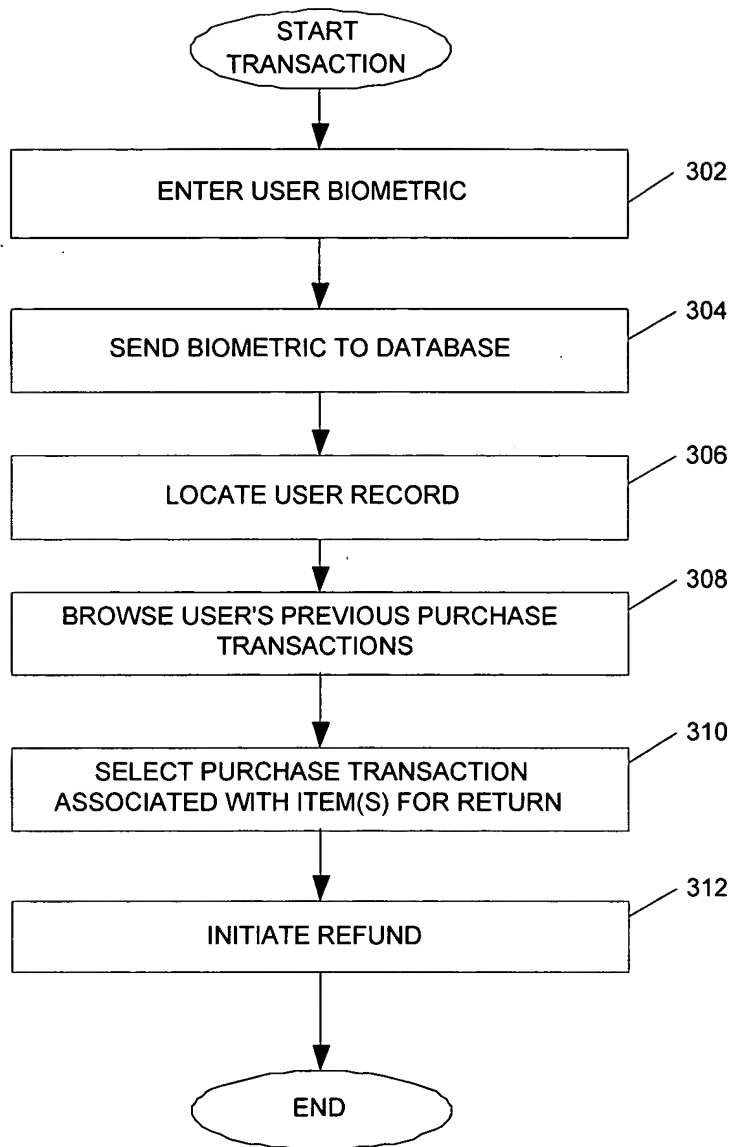 START
TRANSACTION
ENTER USER BIOMETRIC
302
SEND BIOMETRIC TO DATABASE
304
LOCATE USER RECORD
306
BROWSE USER'S PREVIOUS PURCHASE
TRANSACTIONS
308
SELECT PURCHASE TRANSACTION
ASSOCIATED WITH ITEM(S) FOR RETURN
310
INITIATE REFUND
312
END